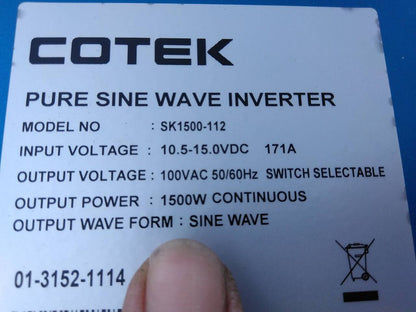 COTEK
PURE SINE WAVE INVERTER
MODEL NO : SK1500-112
INPUT VOLTAGE : 10.5-15.0VDC 171A
OUTPUT VOLTAGE : 100VAC 50/60Hz SWITCH SELECTABLE
OUTPUT POWER : 1500W CONTINUOUS
OUTPUT WAVE FORM : SINE WAVE
01-3152-1114